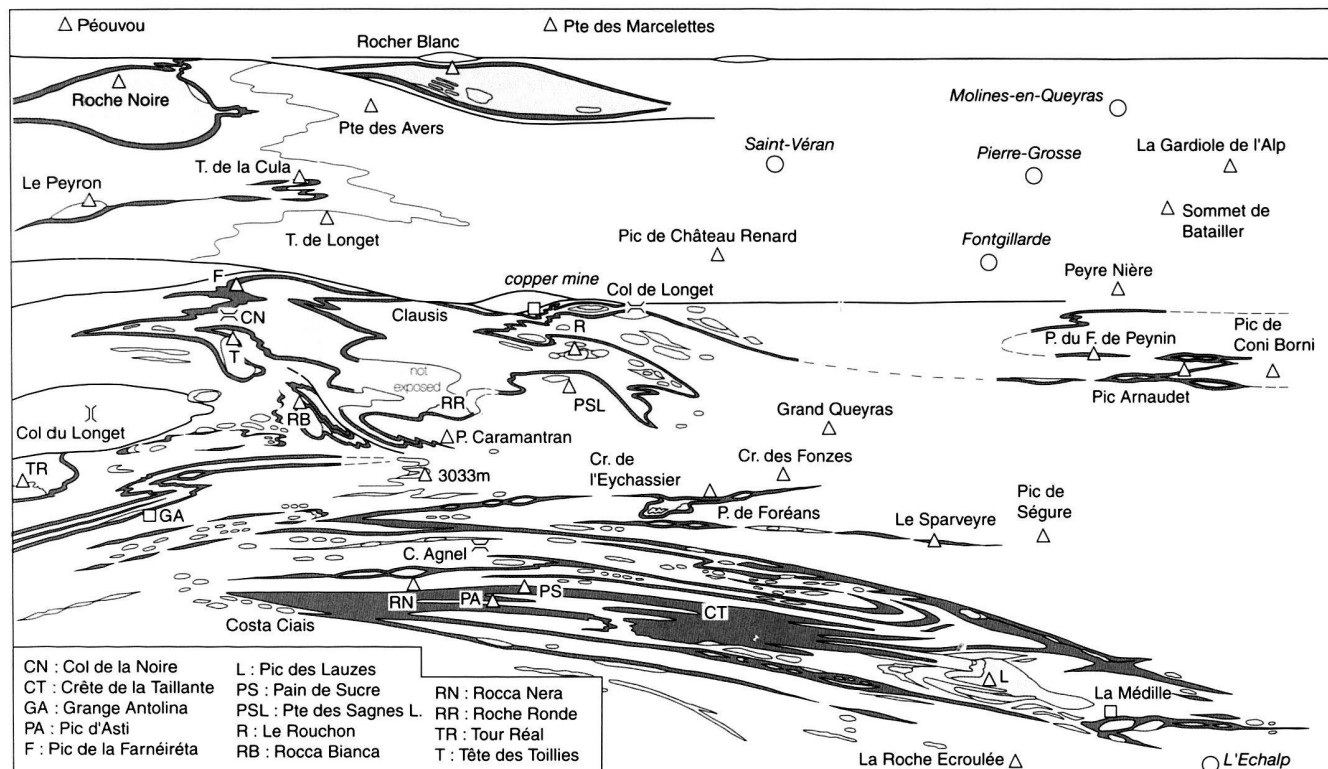 Péouvou
Pte des Marcelettes
Rocher Blanc
Roche Noire
Pte des Avers
Molines-en-Queyras
Saint-Véran
Pierre-Grosse
La Gardiole de l'Alp
T. de la Cula
Le Peyron
Sommet de
Batailler
T. de Longet
Pic de Château Renard
Fontgillarde
F
copper mine
Col de Longet
Peyre Nière
CN
Clausis
R
P. du F. de Peynin
Pic de
Coni Borni
T
not
exposed
RR
PSL
Pic Arnaudet
RB
Col du Longet
P. Caramantran
Grand Queyras
TR
3033m
Cr. de
l'Eychassier
Cr. des Fonzes
GA
P. de Foréans
Le Sparveyre
Pic de
Ségure
C. Agnel
RN
PA
PS
CT
Costa Ciais
L
La Médille
CN : Col de la Noire
CT : Crête de la Taillante
GA : Grange Antolina
PA : Pic d'Asti
F : Pic de la Farnéiréta
L : Pic des Lauzes
PS : Pain de Sucre
PSL : Pte des Sagnes L.
R : Le Rouchon
RB : Rocca Bianca
RN : Rocca Nera
RR : Roche Ronde
TR : Tour Réal
T : Tête des Toillies
La Roche Ecroulée
L'Echalp